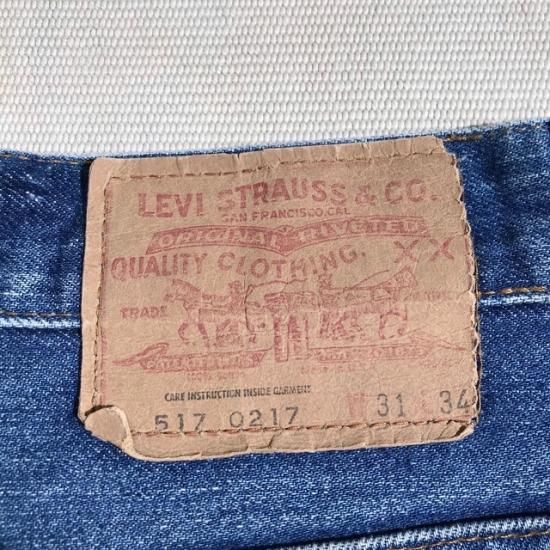 LEVI STRAUSS & CO.
SAN FRANCISCO, CAL.
ORIGINAL RIVETED
QUALITY CLOTHING. XX
TRADE
CARE INSTRUCTION INSIDE GARMENT
517 0217 W 31 34